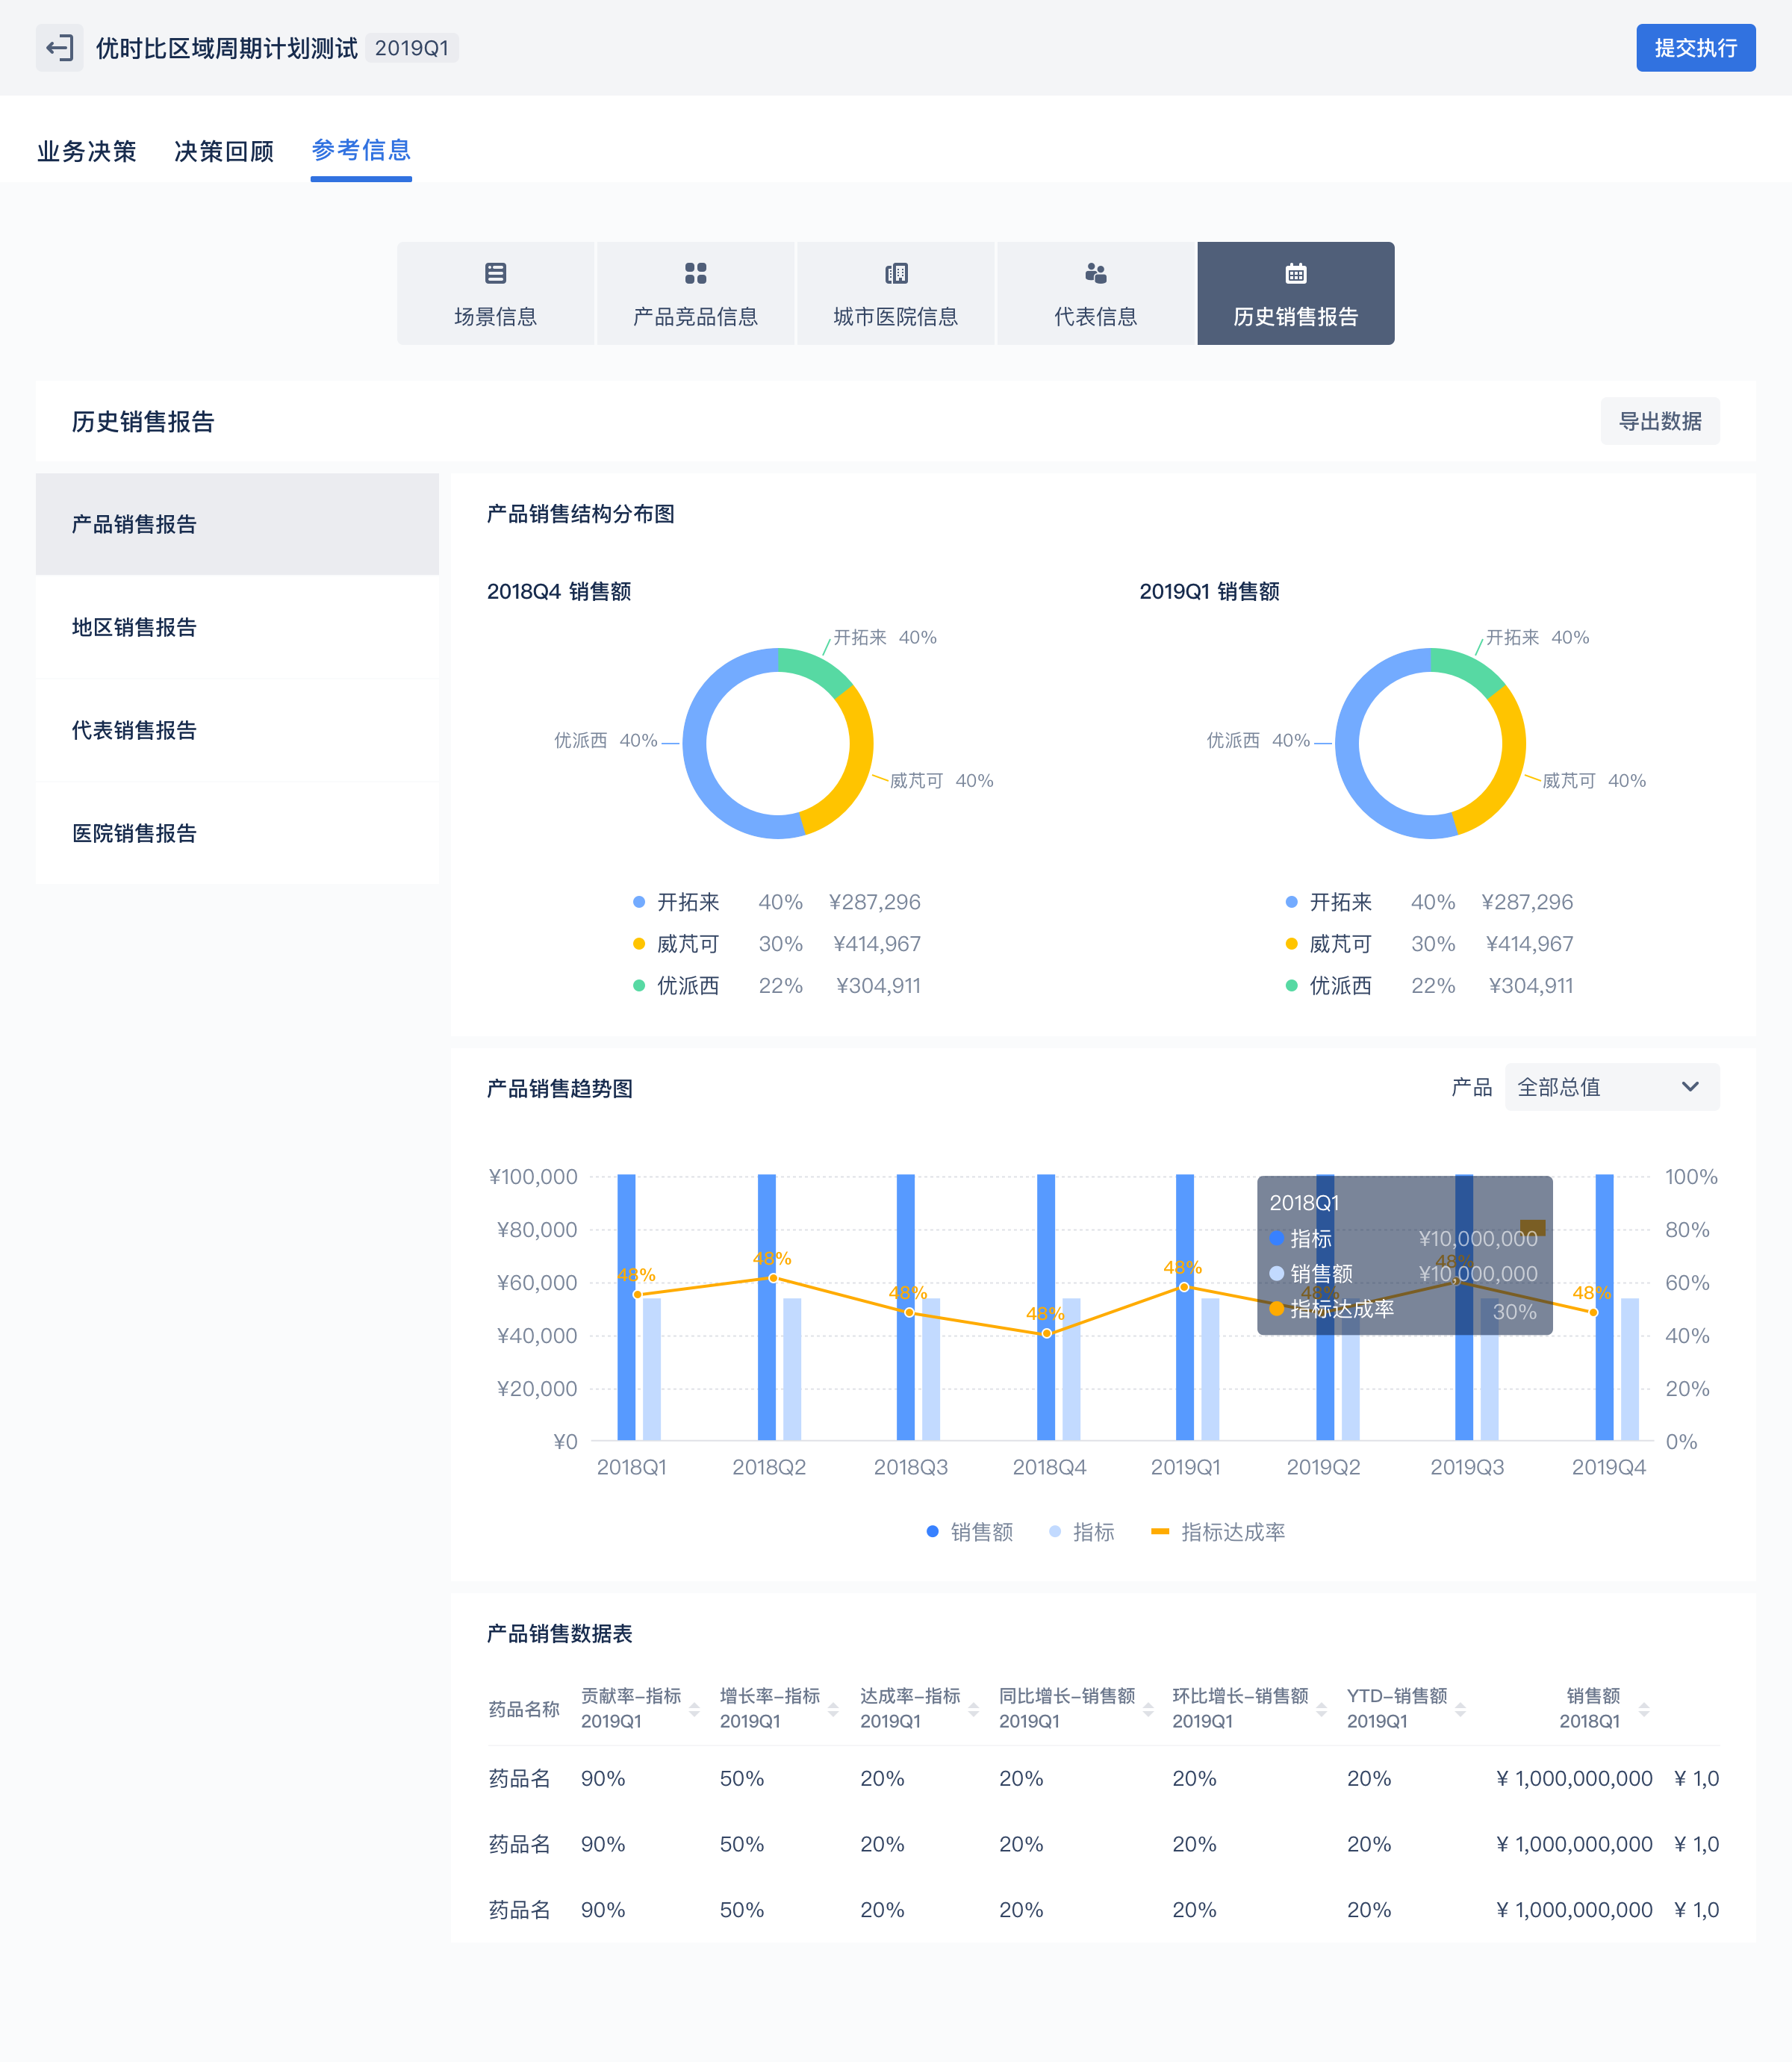 优时比区域周期计划测试 2019Q1
提交执行
业务决策 决策回顾 参考信息
场景信息 产品竞品信息 城市医院信息 代表信息 历史销售报告
历史销售报告
导出数据
产品销售报告
地区销售报告
代表销售报告
医院销售报告
产品销售结构分布图
2018Q4 销售额
开拓来 40%
优派西 40%
威芃可 40%
开拓来 40% ¥287,296
威芃可 30% ¥414,967
优派西 22% ¥304,911
2019Q1 销售额
开拓来 40%
优派西 40%
威芃可 40%
开拓来 40% ¥287,296
威芃可 30% ¥414,967
优派西 22% ¥304,911
产品销售趋势图
产品 全部总值
¥100,000
¥80,000
¥60,000
¥40,000
¥20,000
¥0
100%
80%
60%
40%
20%
0%
48% 48% 48% 48% 48% 48% 48% 48%
2018Q1
指标 ¥10,000,000
销售额 ¥10,000,000
指标达成率 30%
2018Q1 2018Q2 2018Q3 2018Q4 2019Q1 2019Q2 2019Q3 2019Q4
销售额 指标 指标达成率
产品销售数据表
药品名称 贡献率-指标 增长率-指标 达成率-指标 同比增长-销售额 环比增长-销售额 YTD-销售额 销售额
2019Q1 2019Q1 2019Q1 2019Q1 2019Q1 2019Q1 2018Q1
药品名 90% 50% 20% 20% 20% 20% ¥ 1,000,000,000 ¥ 1,0
药品名 90% 50% 20% 20% 20% 20% ¥ 1,000,000,000 ¥ 1,0
药品名 90% 50% 20% 20% 20% 20% ¥ 1,000,000,000 ¥ 1,0